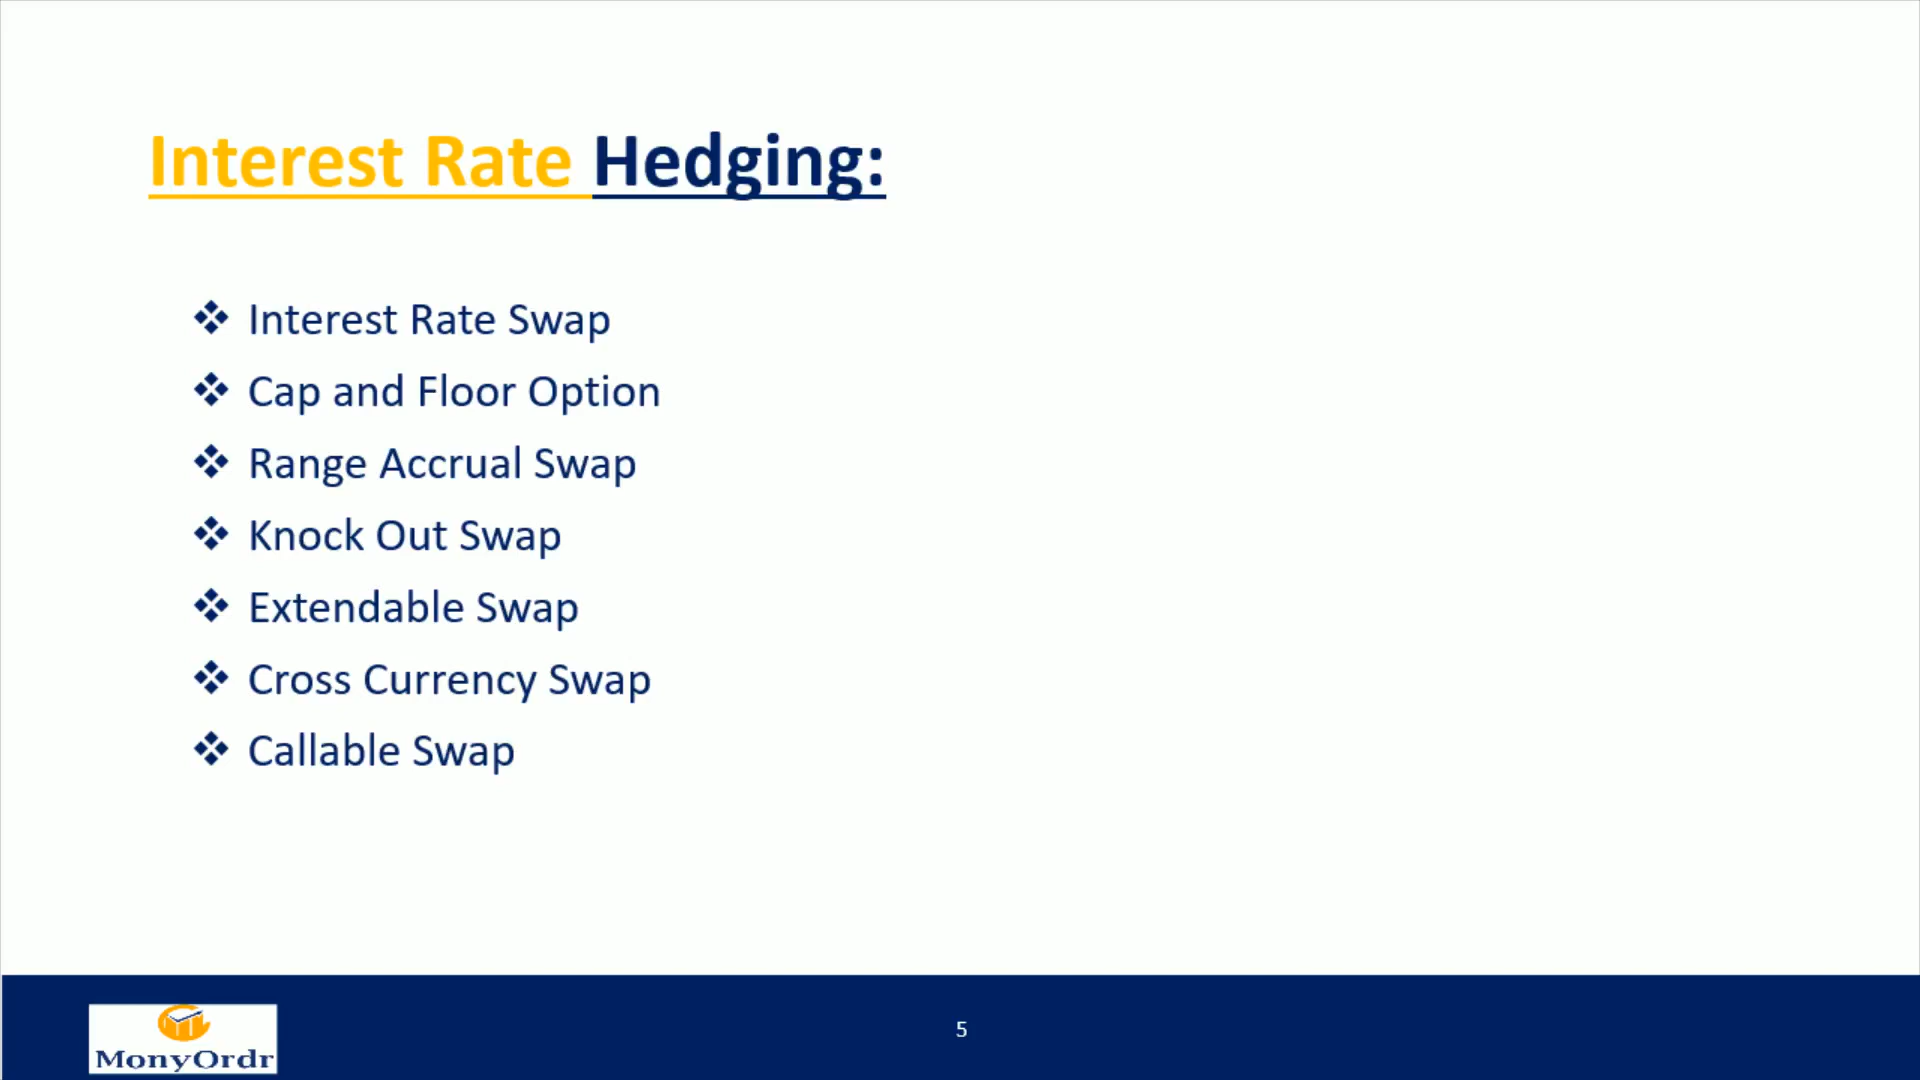 Interest Rate Hedging:
Interest Rate Swap
Cap and Floor Option
Range Accrual Swap
Knock Out Swap
Extendable Swap
Cross Currency Swap
Callable Swap
5
MonyOrdr